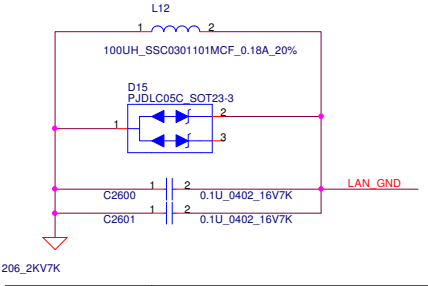 L12
1 2
100UH_SSC0301101MCF_0.18A_20%
D15
PJDLC05C_SOT23-3
1 2
3
LAN_GND
C2600 1 2 0.1U_0402_16V7K
C2601 1 2 0.1U_0402_16V7K
206_2KV7K